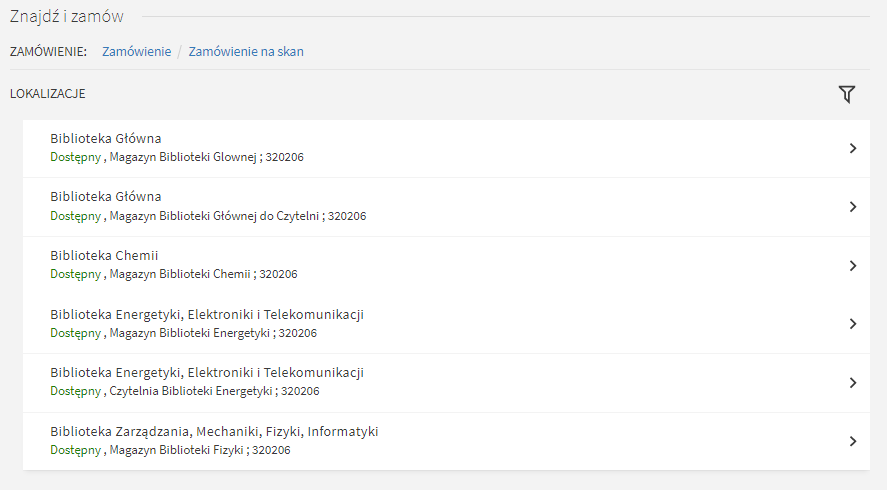 Znajdź i zamów
ZAMÓWIENIE: Zamówienie / Zamówienie na skan
LOKALIZACJE
Biblioteka Główna
Dostępny , Magazyn Biblioteki Glownej ; 320206
Biblioteka Główna
Dostępny , Magazyn Biblioteki Głównej do Czytelni ; 320206
Biblioteka Chemii
Dostępny , Magazyn Biblioteki Chemii ; 320206
Biblioteka Energetyki, Elektroniki i Telekomunikacji
Dostępny , Magazyn Biblioteki Energetyki ; 320206
Biblioteka Energetyki, Elektroniki i Telekomunikacji
Dostępny , Czytelnia Biblioteki Energetyki ; 320206
Biblioteka Zarządzania, Mechaniki, Fizyki, Informatyki
Dostępny , Magazyn Biblioteki Fizyki ; 320206